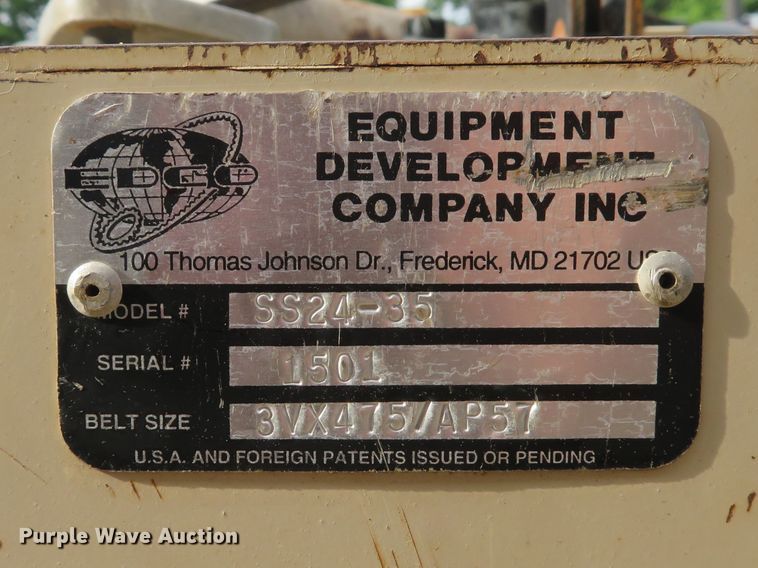 EDCO
EQUIPMENT
DEVELOPMENT
COMPANY INC
100 Thomas Johnson Dr., Frederick, MD 21702 USA
MODEL # SS24-35
SERIAL # 1501
BELT SIZE 3VX475/AP57
U.S.A. AND FOREIGN PATENTS ISSUED OR PENDING
Purple Wave Auction